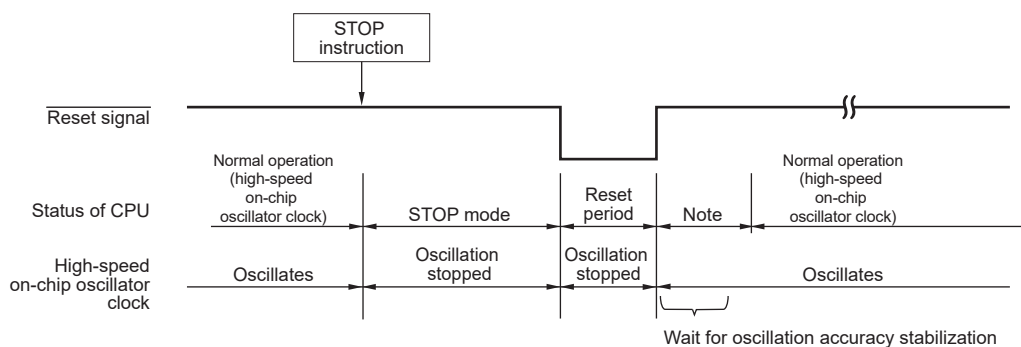 STOP
instruction
Reset signal
Normal operation
(high-speed
on-chip
oscillator clock)
Status of CPU
STOP mode
Reset
period
Note
Normal operation
(high-speed
on-chip
oscillator clock)
High-speed
on-chip oscillator
clock
Oscillates
Oscillation
stopped
Oscillation
stopped
Oscillates
Wait for oscillation accuracy stabilization